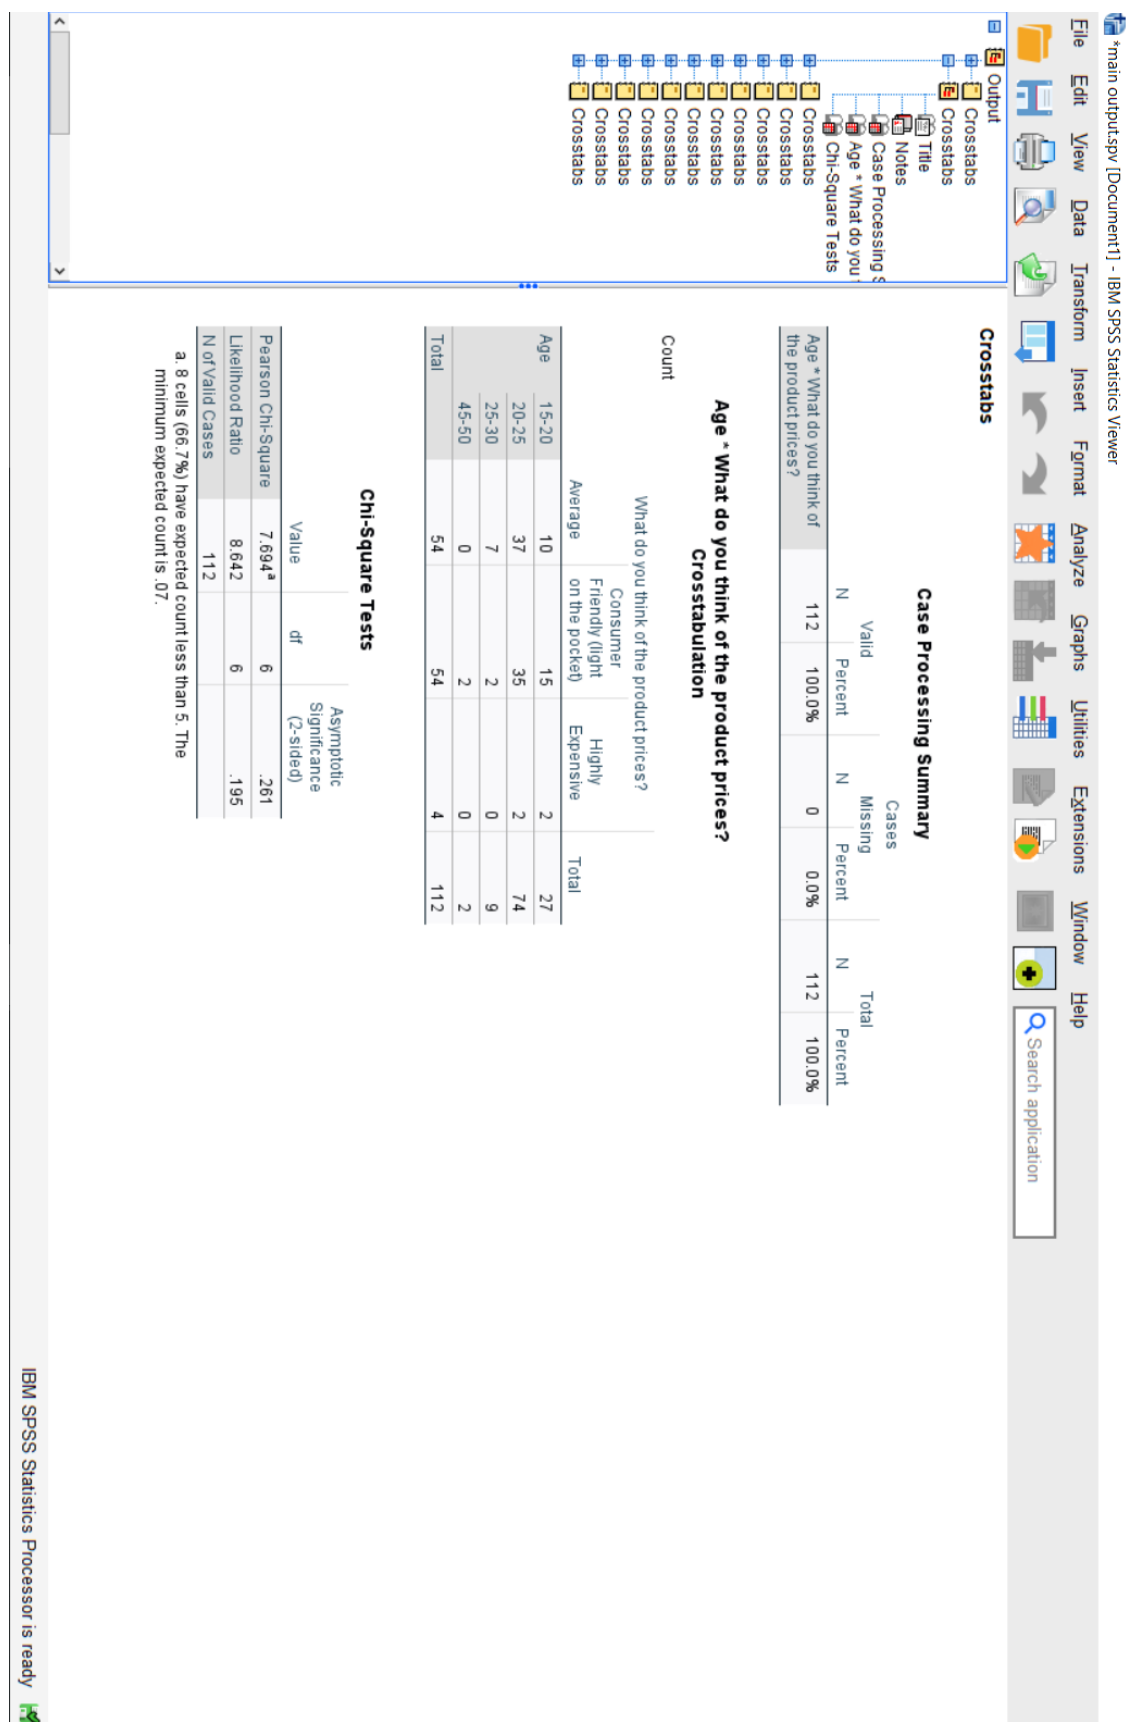 *main output.spv [Document1] - IBM SPSS Statistics Viewer
File Edit View Data Transform Insert Format Analyze Graphs Utilities Extensions Window Help
Search application
Output
Crosstabs
Crosstabs
Title
Notes
Case Processing S
Age * What do you t
Chi-Square Tests
Crosstabs
Crosstabs
Crosstabs
Crosstabs
Crosstabs
Crosstabs
Crosstabs
Crosstabs
Crosstabs
Crosstabs
Crosstabs
Case Processing Summary
Cases
Valid Missing Total
N Percent N Percent N Percent
Age * What do you think of
the product prices? 112 100.0% 0 0.0% 112 100.0%
Age * What do you think of the product prices?
Crosstabulation
Count
What do you think of the product prices?
Average Consumer Friendly (light on the pocket) Highly Expensive Total
Age 15-20 10 15 2 27
20-25 37 35 2 74
25-30 7 2 0 9
45-50 0 2 0 2
Total 54 54 4 112
Chi-Square Tests
Value df Asymptotic Significance (2-sided)
Pearson Chi-Square 7.694ª 6 .261
Likelihood Ratio 8.642 6 .195
N of Valid Cases 112
a. 8 cells (66.7%) have expected count less than 5. The
minimum expected count is .07.
IBM SPSS Statistics Processor is ready